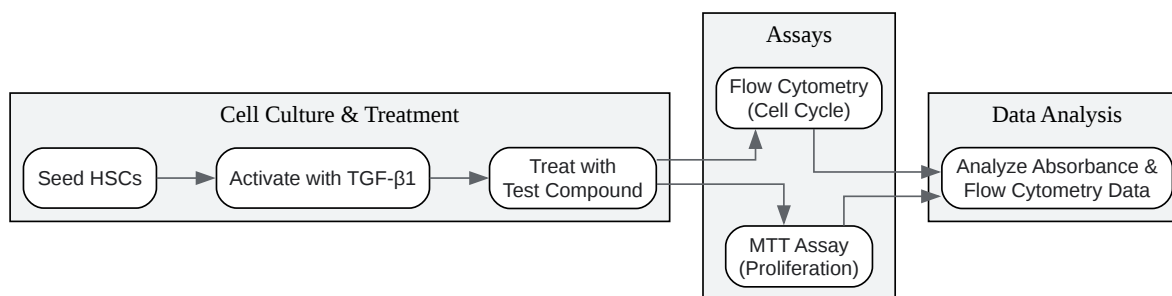 Cell Culture & Treatment
Seed HSCs
Activate with TGF-β1
Treat with
Test Compound
Assays
Flow Cytometry
(Cell Cycle)
MTT Assay
(Proliferation)
Data Analysis
Analyze Absorbance &
Flow Cytometry Data